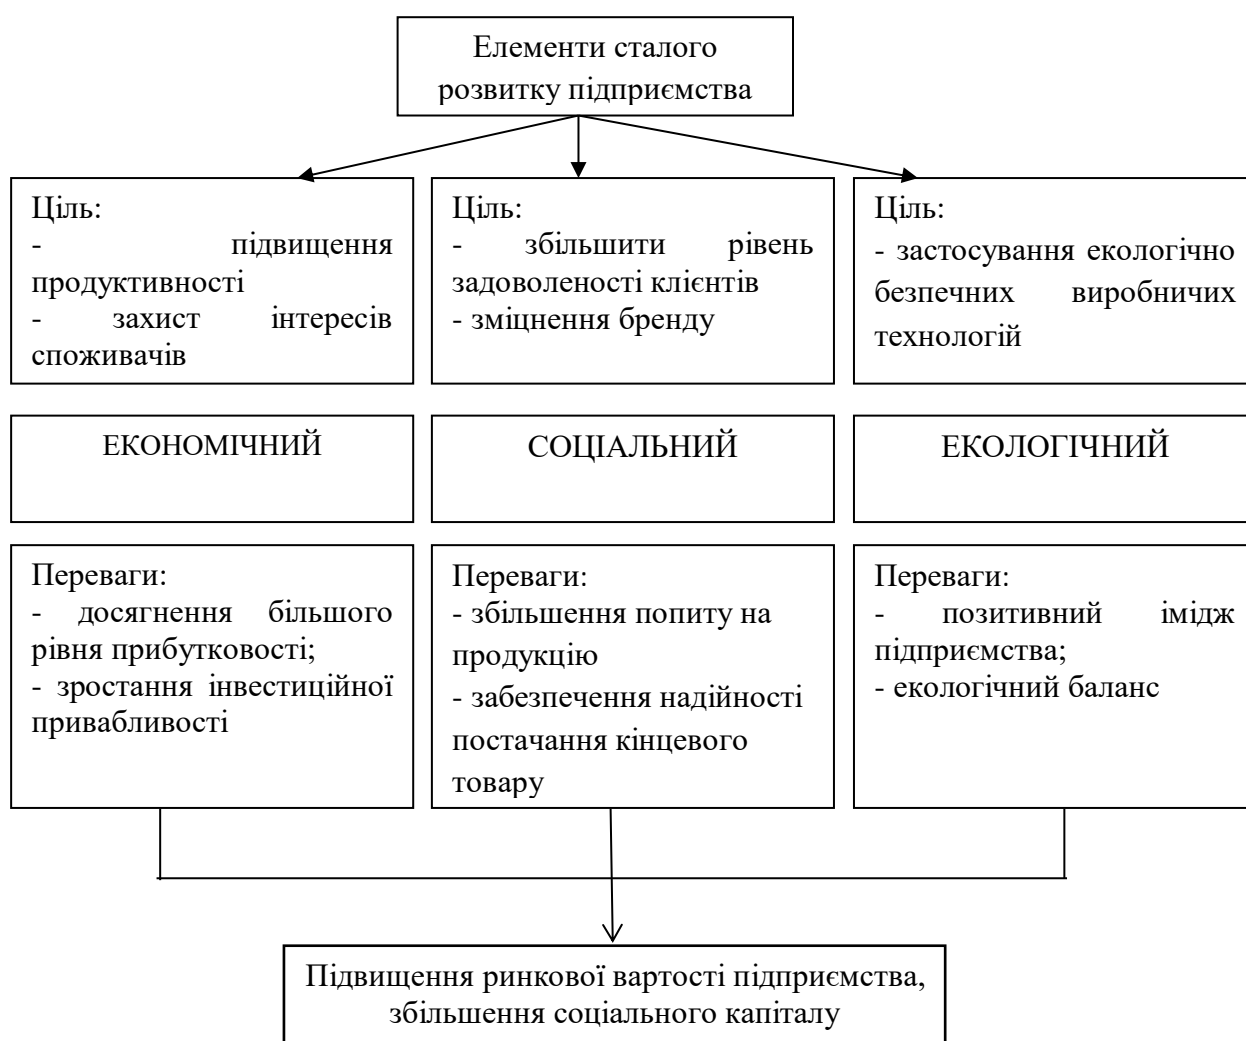 Елементи сталого
розвитку підприємства
Ціль:
- підвищення
продуктивності
- захист інтересів
споживачів
Ціль:
- збільшити рівень
задоволеності клієнтів
- зміцнення бренду
Ціль:
- застосування екологічно
безпечних виробничих
технологій
ЕКОНОМІЧНИЙ
СОЦІАЛЬНИЙ
ЕКОЛОГІЧНИЙ
Переваги:
- досягнення більшого
рівня прибутковості;
- зростання інвестиційної
привабливості
Переваги:
- збільшення попиту на
продукцію
- забезпечення надійності
постачання кінцевого
товару
Переваги:
- позитивний імідж
підприємства;
- екологічний баланс
Підвищення ринкової вартості підприємства,
збільшення соціального капіталу